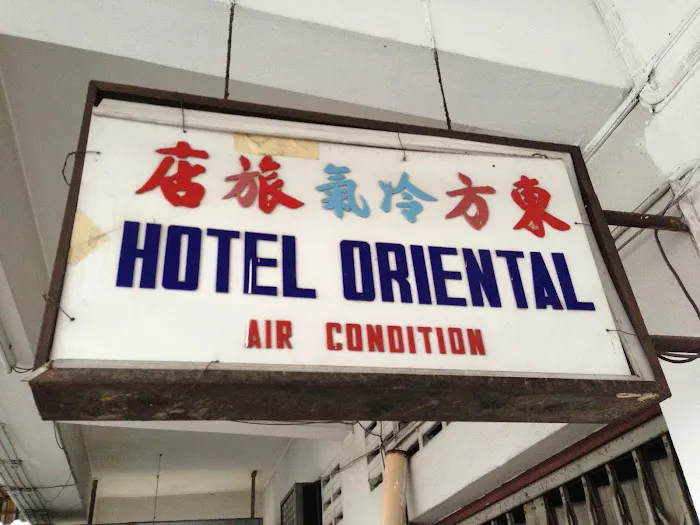 東方冷氣旅店
HOTEL ORIENTAL
AIR CONDITION